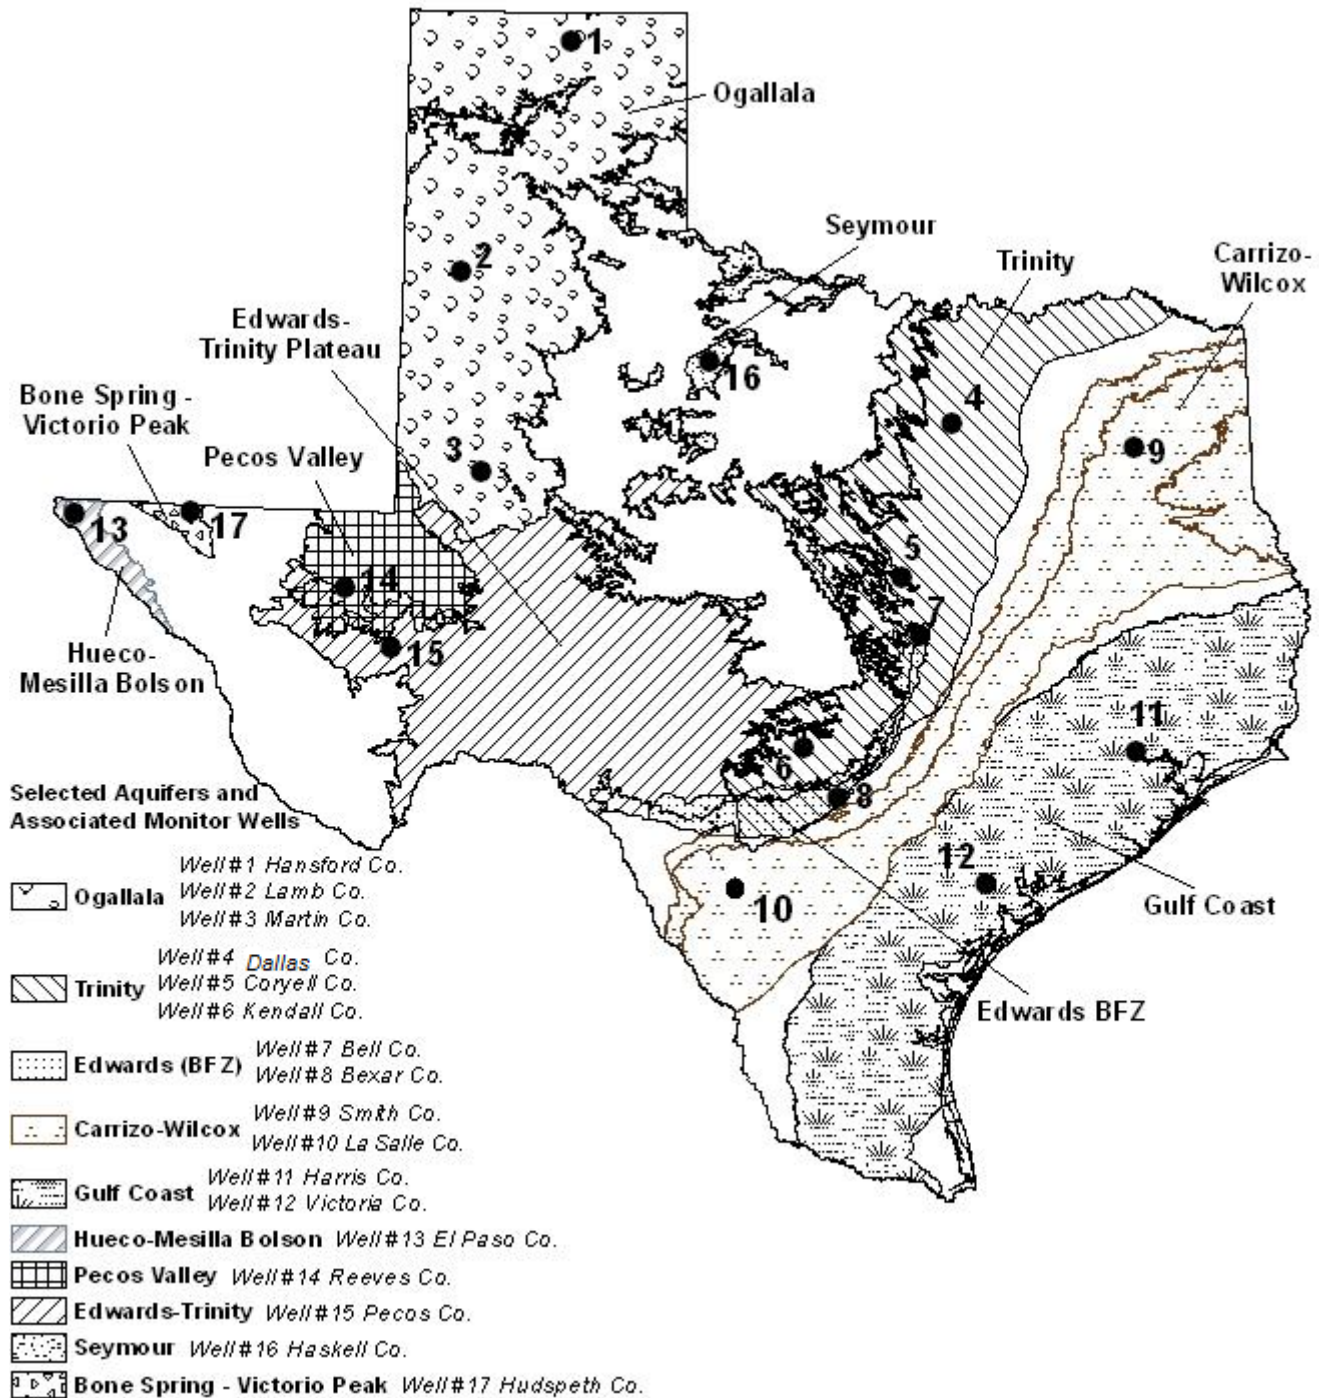 1
Ogallala
Seymour
Trinity
Carrizo-
Wilcox
2
Edwards-
Trinity Plateau
16
4
Bone Spring -
Victorio Peak
Pecos Valley
3
9
13
17
5
14
7
15
Hueco-
Mesilla Bolson
11
6
8
12
10
Gulf Coast
Edwards BFZ
Selected Aquifers and
Associated Monitor Wells
Ogallala
Well#1 Hansford Co.
Well#2 Lamb Co.
Well#3 Martin Co.
Trinity
Well#4 Dallas Co.
Well#5 Coryell Co.
Well#6 Kendall Co.
Edwards (BFZ)
Well#7 Bell Co.
Well#8 Bexar Co.
Carrizo-Wilcox
Well#9 Smith Co.
Well#10 La Salle Co.
Gulf Coast
Well#11 Harris Co.
Well#12 Victoria Co.
Hueco-Mesilla Bolson Well#13 El Paso Co.
Pecos Valley Well#14 Reeves Co.
Edwards-Trinity Well#15 Pecos Co.
Seymour Well#16 Haskell Co.
Bone Spring - Victorio Peak Well#17 Hudspeth Co.